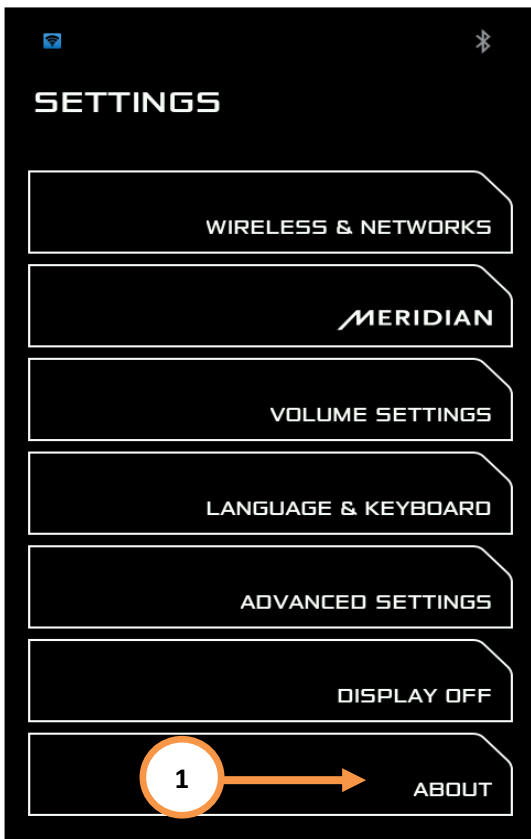 SETTINGS
WIRELESS & NETWORKS
MERIDIAN
VOLUME SETTINGS
LANGUAGE & KEYBOARD
ADVANCED SETTINGS
DISPLAY OFF
1
ABOUT